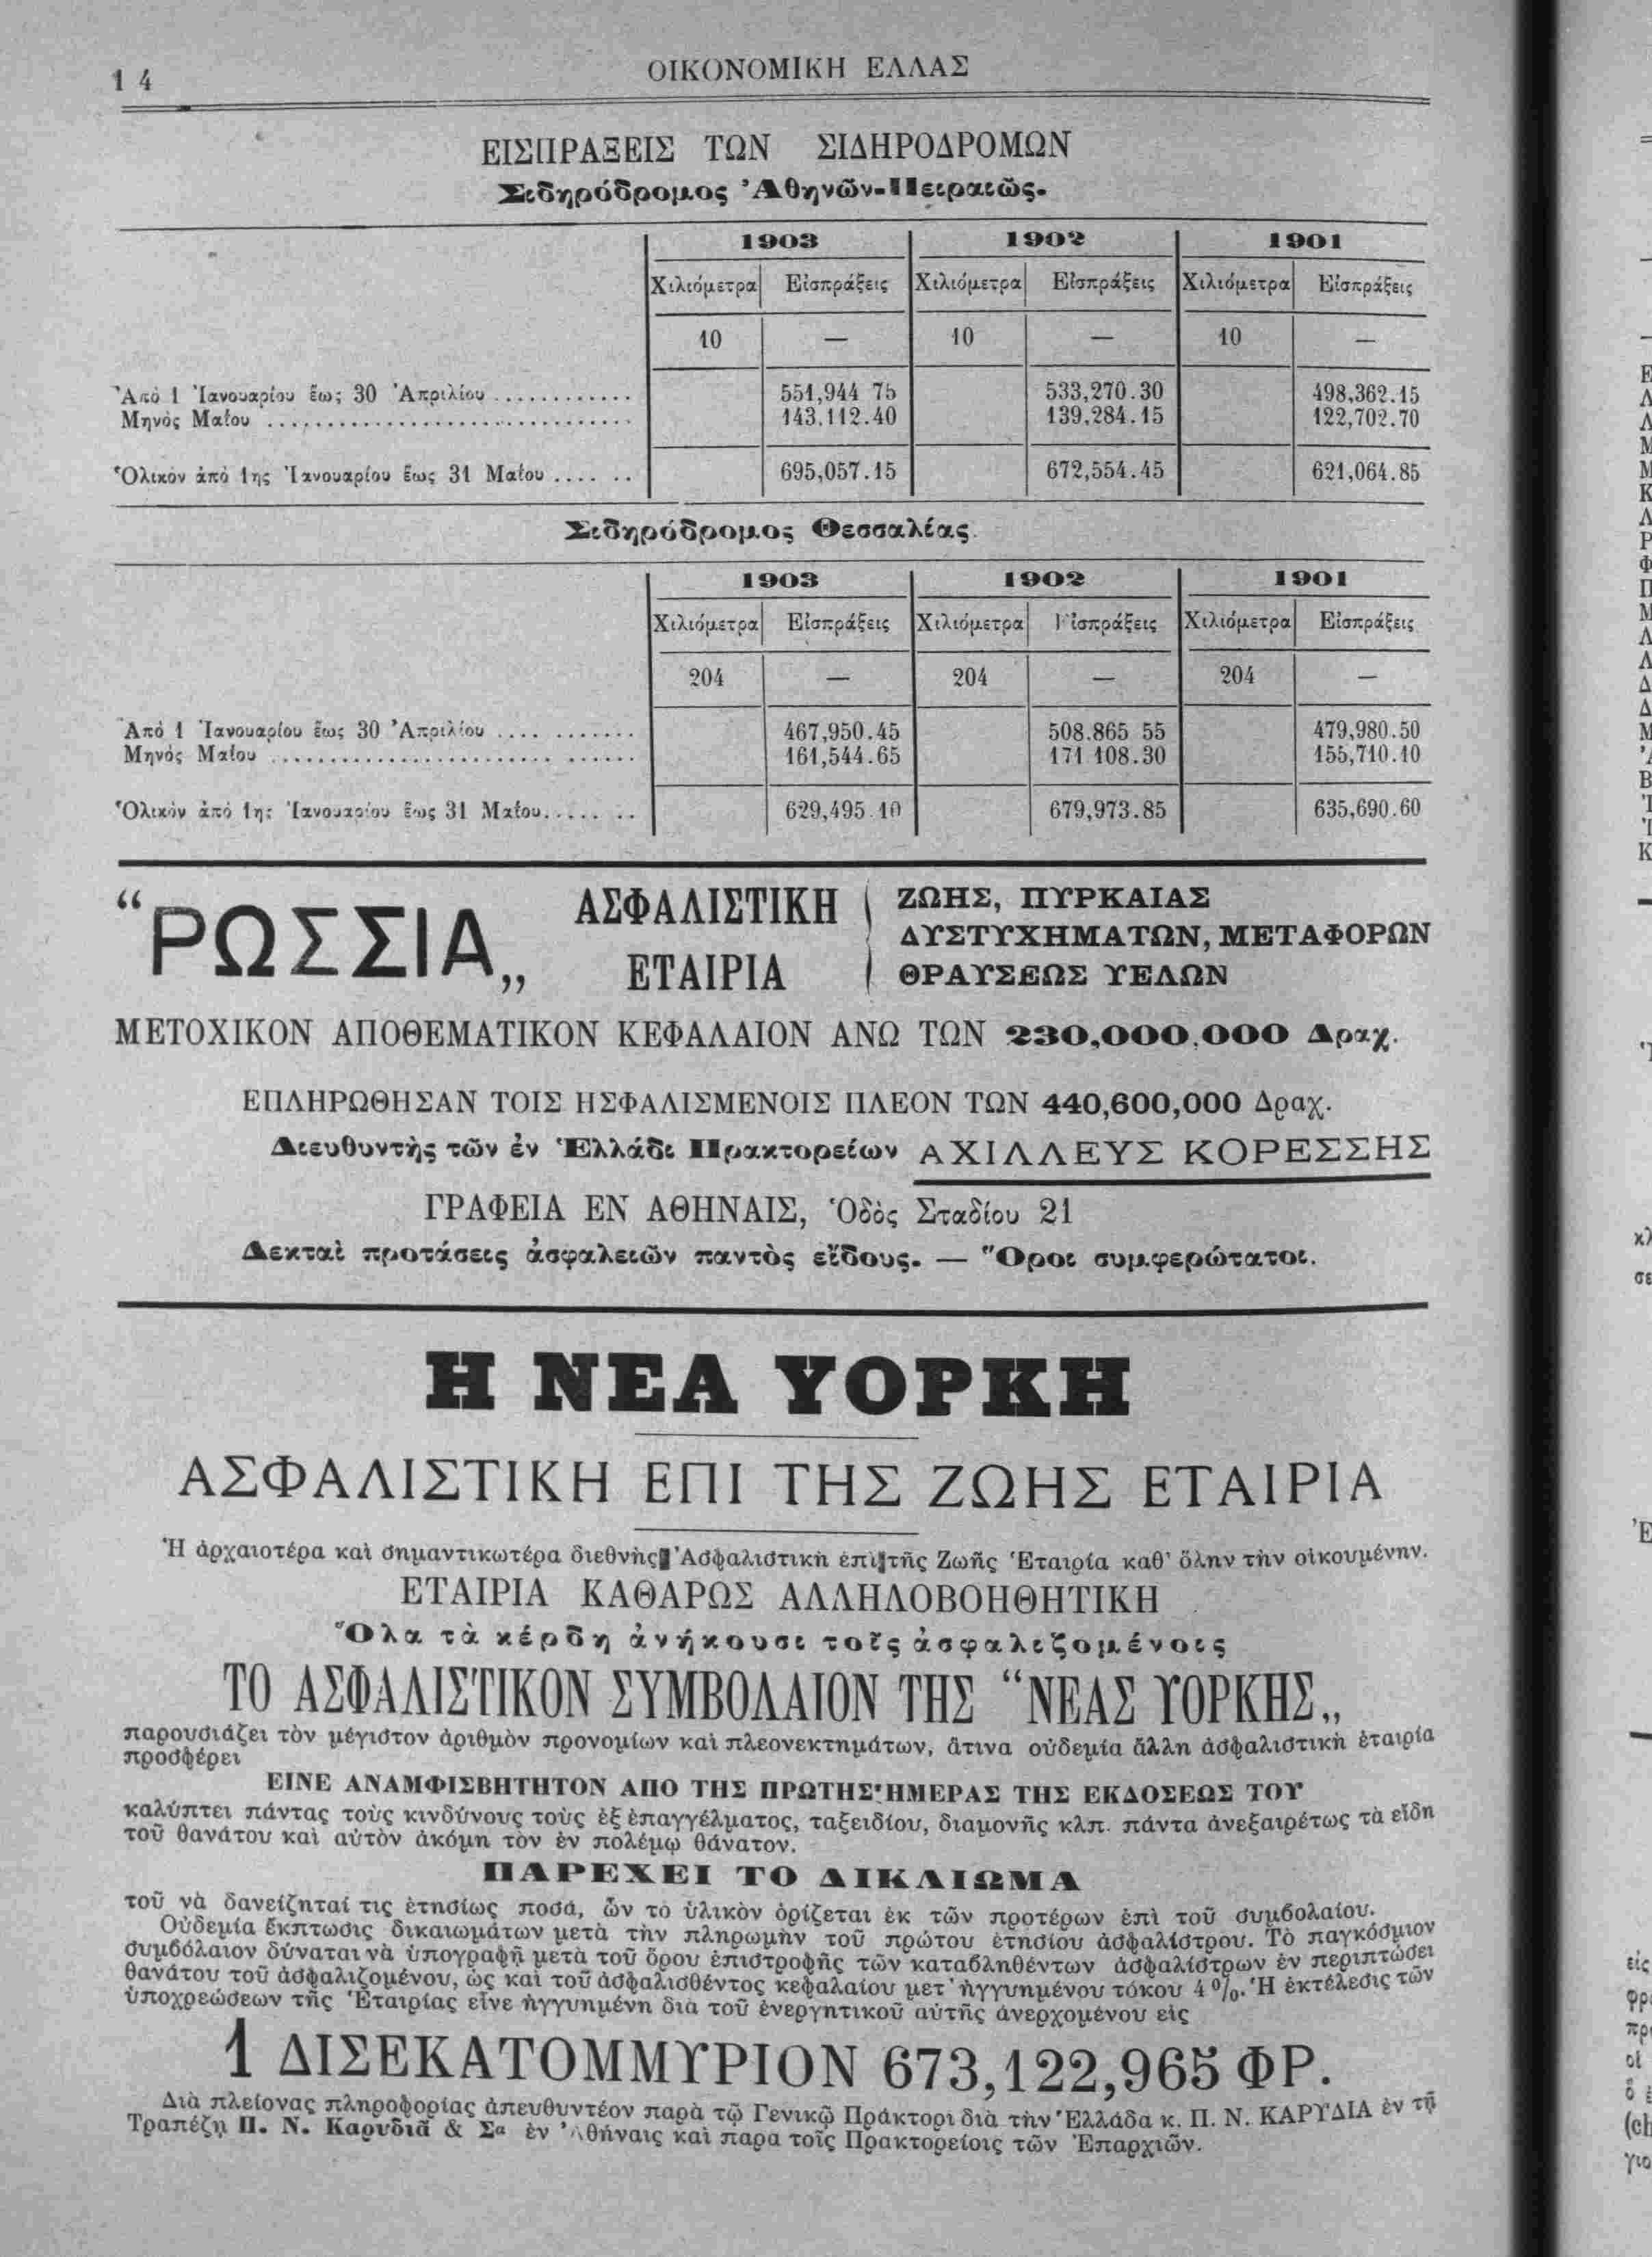 14
ΟΙΚΟΝΟΜΙΚΗ ΕΛΛΑΣ
ΕΙΣΠΡΑΞΕΙΣ ΤΩΝ ΣΙΔΗΡΟΔΡΟΜΩΝ
Σιδηρόδρομος Ἀθηνῶν-Πειραιῶς.
1903 1902 1901
Χιλιόμετρα Εἰσπράξεις Χιλιόμετρα Εἰσπράξεις Χιλιόμετρα Εἰσπράξεις
10 — 10 — 10 —
Ἀπὸ 1 Ἰανουαρίου ἕως 30 Ἀπριλίου ............ 551,944 75 533,270.30 498,362.15
Μηνὸς Μαΐου .............................. 143.112.40 139,284.15 122,702.70
Ὁλικὸν ἀπὸ 1ης Ἰανουαρίου ἕως 31 Μαΐου .... .. 695,057.15 672,554.45 621,064.85
Σιδηρόδρομος Θεσσαλίας.
1903 1902 1901
Χιλιόμετρα Εἰσπράξεις Χιλιόμετρα Εἰσπράξεις Χιλιόμετρα Εἰσπράξεις
204 — 204 — 204 —
Ἀπὸ 1 Ἰανουαρίου ἕως 30 Ἀπριλίου .... ....... 467,950.45 508.865 55 479,980.50
Μηνὸς Μαΐου ....................... ...... 161,544.65 171 108.30 155,710.10
Ὁλικὸν ἀπὸ 1ης Ἰανουαρίου ἕως 31 Μαΐου..... .. 629,495.10 679,973.85 635,690.60
“ΡΩΣΣΙΑ„
ΑΣΦΑΛΙΣΤΙΚΗ
ΕΤΑΙΡΙΑ
ΖΩΗΣ, ΠΥΡΚΑΙΑΣ
ΔΥΣΤΥΧΗΜΑΤΩΝ, ΜΕΤΑΦΟΡΩΝ
ΘΡΑΥΣΕΩΣ ΥΕΛΩΝ
ΜΕΤΟΧΙΚΟΝ ΑΠΟΘΕΜΑΤΙΚΟΝ ΚΕΦΑΛΑΙΟΝ ΑΝΩ ΤΩΝ 230,000,000 Δραχ.
ΕΠΛΗΡΩΘΗΣΑΝ ΤΟΙΣ ΗΣΦΑΛΙΣΜΕΝΟΙΣ ΠΛΕΟΝ ΤΩΝ 440,600,000 Δραχ.
Διευθυντὴς τῶν ἐν Ἑλλάδι Πρακτορείων ΑΧΙΛΛΕΥΣ ΚΟΡΕΣΣΗΣ
ΓΡΑΦΕΙΑ ΕΝ ΑΘΗΝΑΙΣ, Ὁδὸς Σταδίου 21
Δεκταὶ προτάσεις ἀσφαλειῶν παντὸς εἴδους. — Ὅροι συμφερώτατοι.
Η ΝΕΑ ΥΟΡΚΗ
ΑΣΦΑΛΙΣΤΙΚΗ ΕΠΙ ΤΗΣ ΖΩΗΣ ΕΤΑΙΡΙΑ
Ἡ ἀρχαιοτέρα καὶ σημαντικωτέρα διεθνὴς Ἀσφαλιστικὴ ἐπὶ τῆς Ζωῆς Ἑταιρία καθ’ ὅλην τὴν οἰκουμένην.
ΕΤΑΙΡΙΑ ΚΑΘΑΡΩΣ ΑΛΛΗΛΟΒΟΗΘΗΤΙΚΗ
Ὅλα τὰ κέρδη ἀνήκουσι τοῖς ἀσφαλιζομένοις
ΤΟ ΑΣΦΑΛΙΣΤΙΚΟΝ ΣΥΜΒΟΛΑΙΟΝ ΤΗΣ “ΝΕΑΣ ΥΟΡΚΗΣ„
παρουσιάζει τὸν μέγιστον ἀριθμὸν προνομίων καὶ πλεονεκτημάτων, ἅτινα οὐδεμία ἄλλη ἀσφαλιστικὴ ἑταιρία
προσφέρει
ΕΙΝΕ ΑΝΑΜΦΙΣΒΗΤΗΤΟΝ ΑΠΟ ΤΗΣ ΠΡΩΤΗΣ ΗΜΕΡΑΣ ΤΗΣ ΕΚΔΟΣΕΩΣ ΤΟΥ
καλύπτει πάντας τοὺς κινδύνους τοὺς ἐξ ἐπαγγέλματος, ταξειδίου, διαμονῆς κλπ. πάντα ἀνεξαιρέτως τὰ εἴδη
τοῦ θανάτου καὶ αὐτὸν ἀκόμη τὸν ἐν πολέμῳ θάνατον.
ΠΑΡΕΧΕΙ ΤΟ ΔΙΚΑΙΩΜΑ
τοῦ νὰ δανείζηταί τις ἐτησίως ποσά, ὧν τὸ ὑλικὸν ὁρίζεται ἐκ τῶν προτέρων ἐπὶ τοῦ συμβολαίου.
Οὐδεμία ἔκπτωσις δικαιωμάτων μετὰ τὴν πληρωμὴν τοῦ πρώτου ἐτησίου ἀσφαλίστρου. Τὸ παγκόσμιον
συμβόλαιον δύναται νὰ ὑπογραφῇ μετὰ τοῦ ὅρου ἐπιστροφῆς τῶν καταβληθέντων ἀσφαλίστρων ἐν περιπτώσει
θανάτου τοῦ ἀσφαλιζομένου, ὡς καὶ τοῦ ἀσφαλισθέντος κεφαλαίου μετ’ ἠγγυημένου τόκου 4 %. Ἡ ἐκτέλεσις τῶν
ὑποχρεώσεων τῆς Ἑταιρίας εἶνε ἠγγυημένη διὰ τοῦ ἐνεργητικοῦ αὐτῆς ἀνερχομένου εἰς
1 ΔΙΣΕΚΑΤΟΜΜΥΡΙΟΝ 673,122,965 ΦΡ.
Διὰ πλείονας πληροφορίας ἀπευθυντέον παρὰ τῷ Γενικῷ Πράκτορι διὰ τὴν Ἑλλάδα κ. Π. Ν. ΚΑΡΥΔΙΑ ἐν τῇ
Τραπέζῃ Π. Ν. Καρυδιᾶ & Σα ἐν Ἀθήναις καὶ παρὰ τοῖς Πρακτορείοις τῶν Ἐπαρχιῶν.